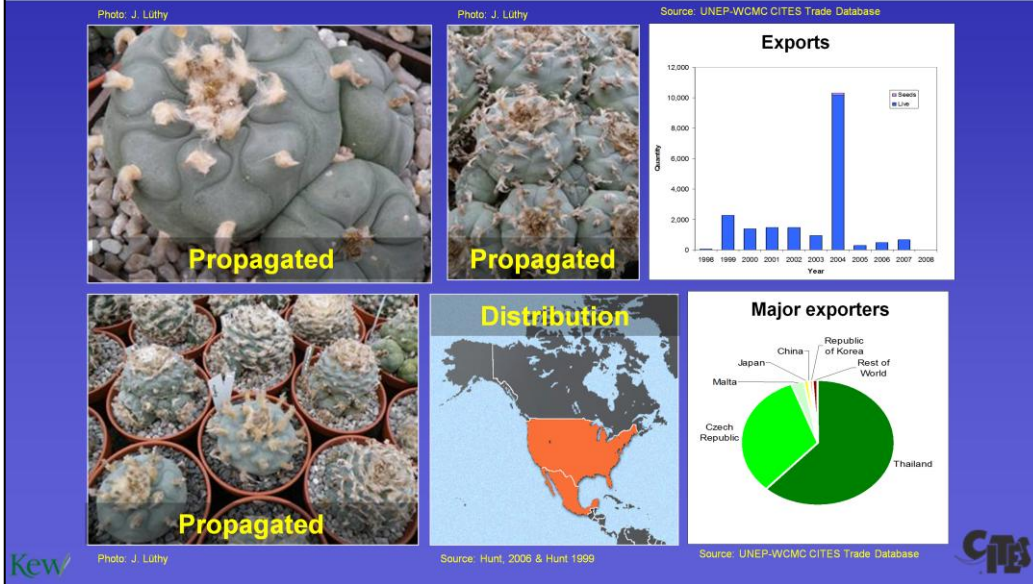 Photo: J. Lüthy
Photo: J. Lüthy
Source: UNEP-WCMC CITES Trade Database
Propagated
Propagated
Exports
12,000
10,000
8,000
6,000
4,000
2,000
0
Quantity
Seeds
Live
1998 1999 2000 2001 2002 2003 2004 2005 2006 2007 2008
Year
Propagated
Distribution
Major exporters
Republic
of Korea
China
Rest of
World
Japan
Malta
Czech
Republic
Thailand
Kew
Photo: J. Lüthy
Source: Hunt, 2006 & Hunt 1999
Source: UNEP-WCMC CITES Trade Database
CITES